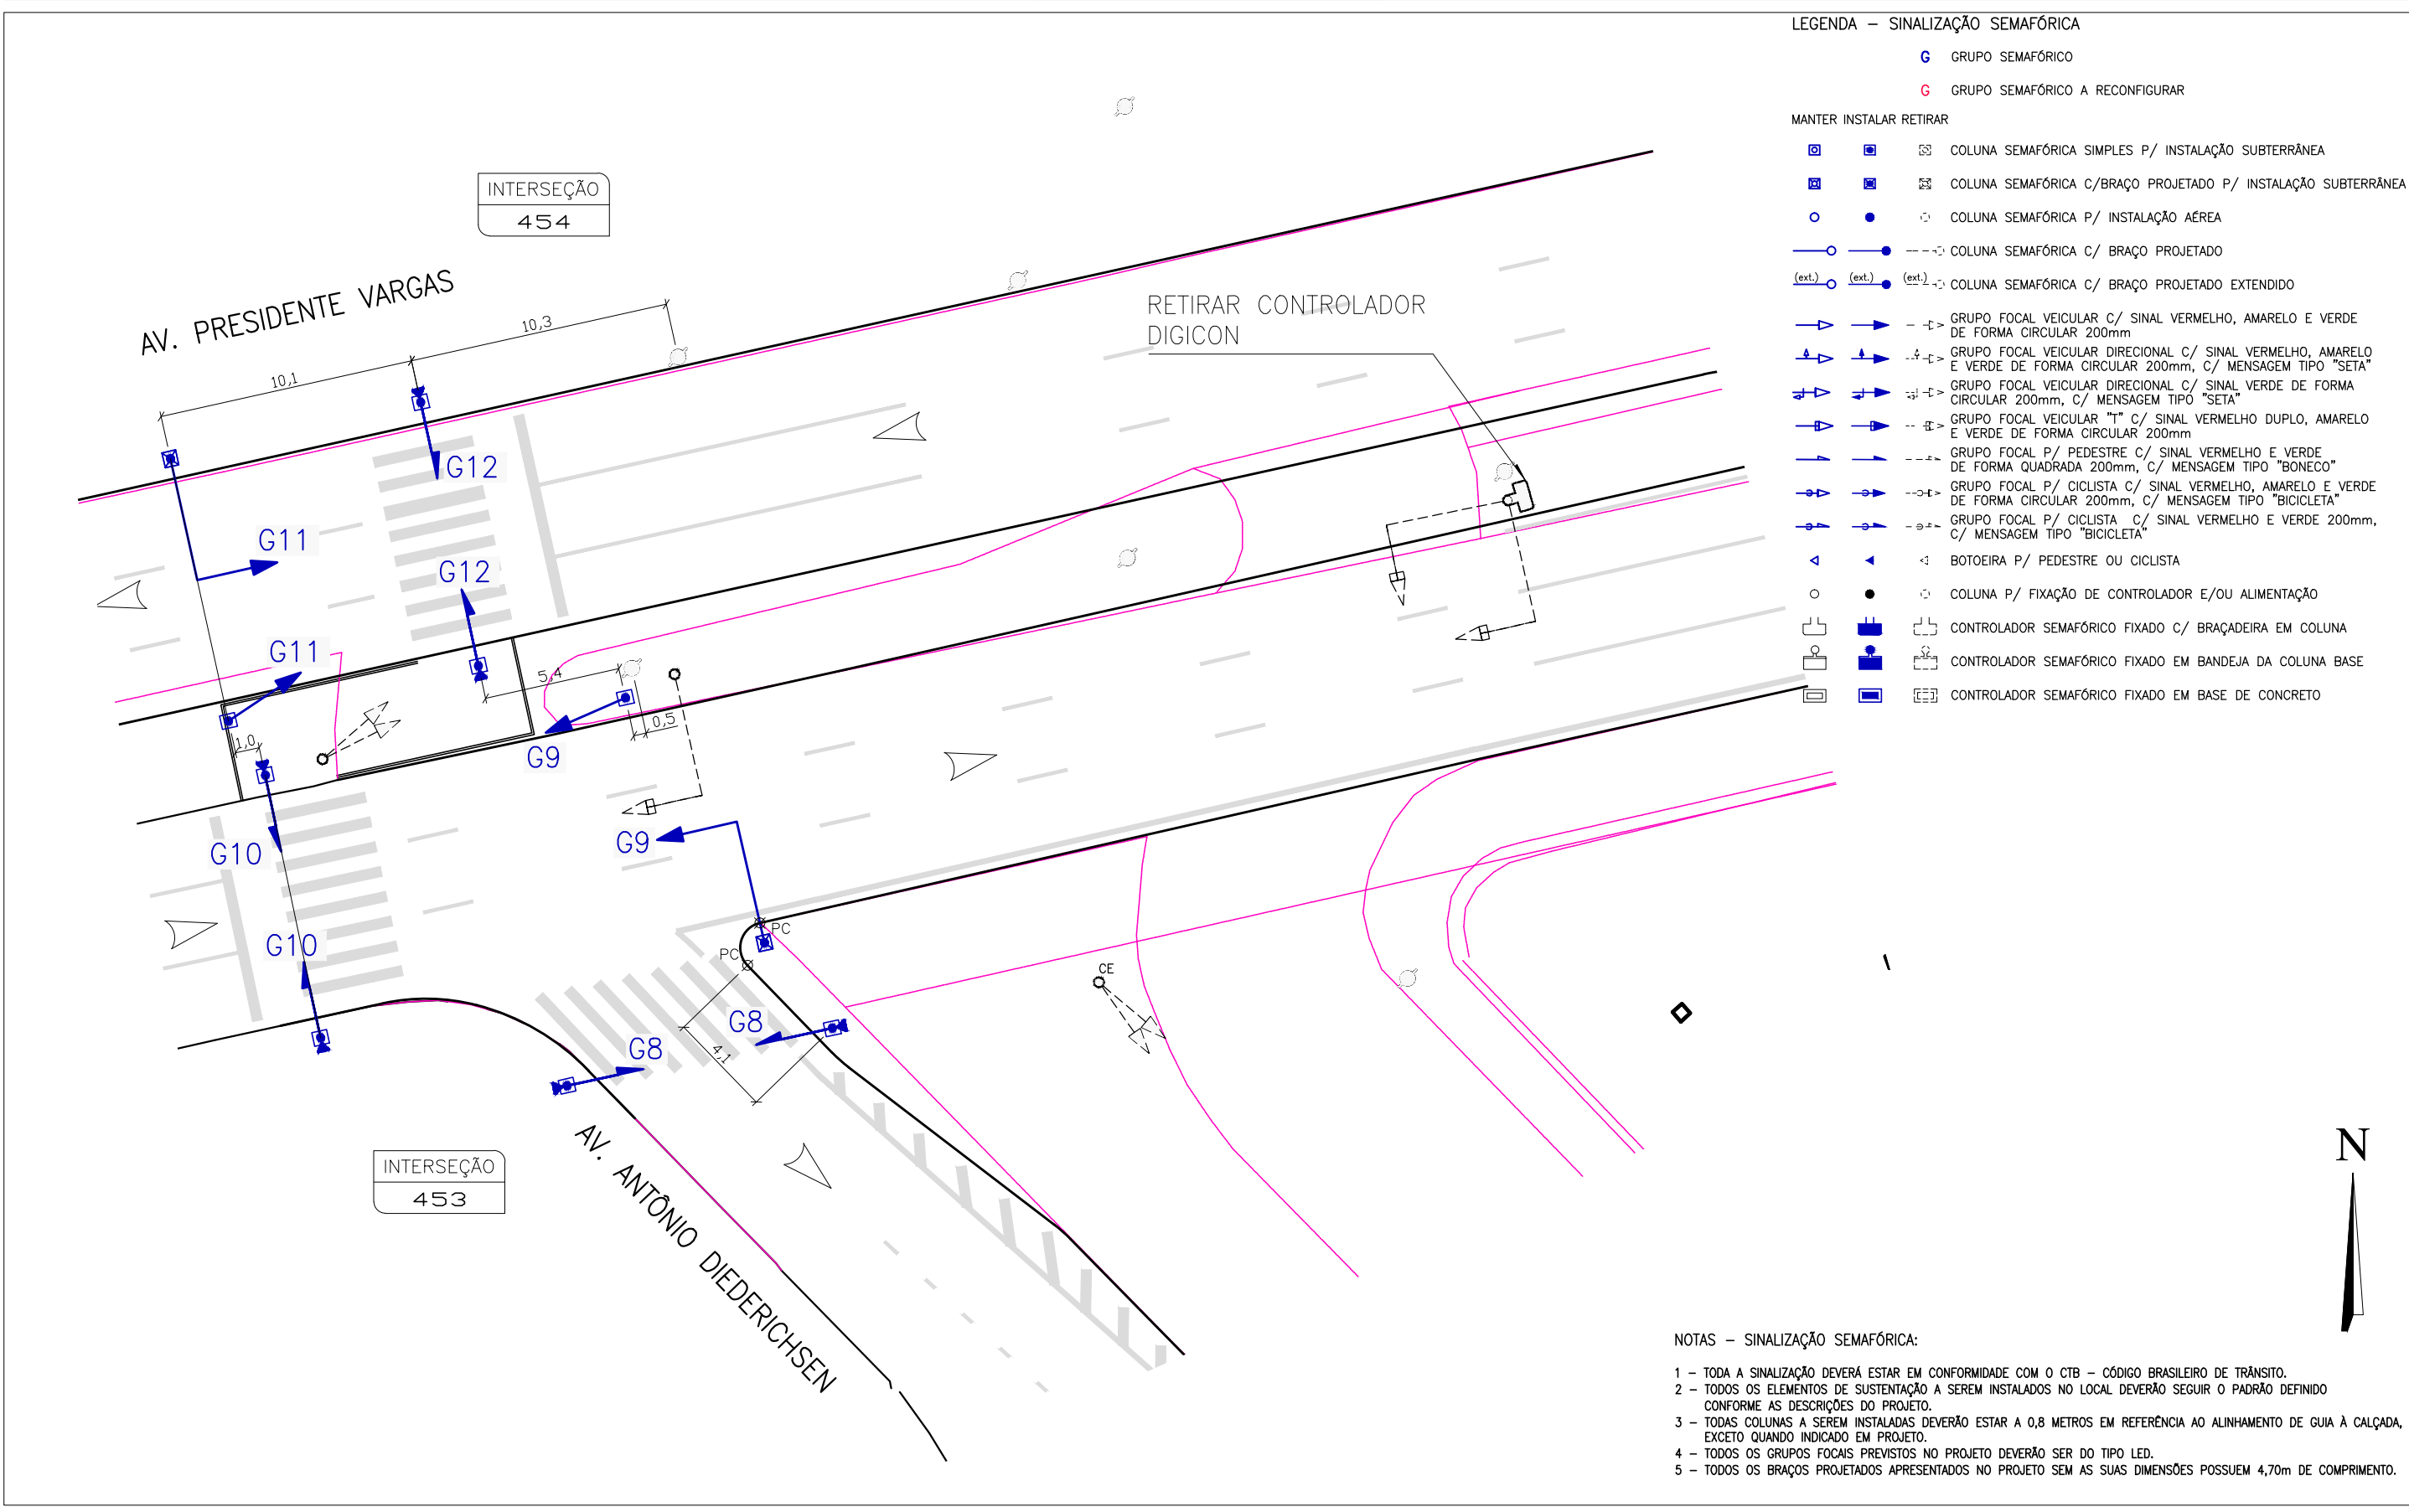 LEGENDA – SINALIZAÇÃO SEMAFÓRICA
G GRUPO SEMAFÓRICO
G GRUPO SEMAFÓRICO A RECONFIGURAR
MANTER INSTALAR RETIRAR
COLUNA SEMAFÓRICA SIMPLES P/ INSTALAÇÃO SUBTERRÂNEA
COLUNA SEMAFÓRICA C/BRAÇO PROJETADO P/ INSTALAÇÃO SUBTERRÂNEA
COLUNA SEMAFÓRICA P/ INSTALAÇÃO AÉREA
COLUNA SEMAFÓRICA C/ BRAÇO PROJETADO
(ext.) (ext.) (ext.) COLUNA SEMAFÓRICA C/ BRAÇO PROJETADO EXTENDIDO
GRUPO FOCAL VEICULAR C/ SINAL VERMELHO, AMARELO E VERDE
DE FORMA CIRCULAR 200mm
GRUPO FOCAL VEICULAR DIRECIONAL C/ SINAL VERMELHO, AMARELO
E VERDE DE FORMA CIRCULAR 200mm, C/ MENSAGEM TIPO "SETA"
GRUPO FOCAL VEICULAR DIRECIONAL C/ SINAL VERDE DE FORMA
CIRCULAR 200mm, C/ MENSAGEM TIPO "SETA"
GRUPO FOCAL VEICULAR "T" C/ SINAL VERMELHO DUPLO, AMARELO
E VERDE DE FORMA CIRCULAR 200mm
GRUPO FOCAL P/ PEDESTRE C/ SINAL VERMELHO E VERDE
DE FORMA QUADRADA 200mm, C/ MENSAGEM TIPO "BONECO"
GRUPO FOCAL P/ CICLISTA C/ SINAL VERMELHO, AMARELO E VERDE
DE FORMA CIRCULAR 200mm, C/ MENSAGEM TIPO "BICICLETA"
GRUPO FOCAL P/ CICLISTA C/ SINAL VERMELHO E VERDE 200mm,
C/ MENSAGEM TIPO "BICICLETA"
BOTOEIRA P/ PEDESTRE OU CICLISTA
COLUNA P/ FIXAÇÃO DE CONTROLADOR E/OU ALIMENTAÇÃO
CONTROLADOR SEMAFÓRICO FIXADO C/ BRAÇADEIRA EM COLUNA
CONTROLADOR SEMAFÓRICO FIXADO EM BANDEJA DA COLUNA BASE
CONTROLADOR SEMAFÓRICO FIXADO EM BASE DE CONCRETO
INTERSEÇÃO
454
AV. PRESIDENTE VARGAS
10,3
10,1
RETIRAR CONTROLADOR
DIGICON
G12
G11
G12
G11
5,4
0,5
1,0
G9
G9
G10
G10
PC
PC
CE
G8
G8
4,1
AV. ANTÔNIO DIEDERICHSEN
INTERSEÇÃO
453
N
NOTAS – SINALIZAÇÃO SEMAFÓRICA:
1 – TODA A SINALIZAÇÃO DEVERÁ ESTAR EM CONFORMIDADE COM O CTB – CÓDIGO BRASILEIRO DE TRÂNSITO.
2 – TODOS OS ELEMENTOS DE SUSTENTAÇÃO A SEREM INSTALADOS NO LOCAL DEVERÃO SEGUIR O PADRÃO DEFINIDO
CONFORME AS DESCRIÇÕES DO PROJETO.
3 – TODAS COLUNAS A SEREM INSTALADAS DEVERÃO ESTAR A 0,8 METROS EM REFERÊNCIA AO ALINHAMENTO DE GUIA À CALÇADA,
EXCETO QUANDO INDICADO EM PROJETO.
4 – TODOS OS GRUPOS FOCAIS PREVISTOS NO PROJETO DEVERÃO SER DO TIPO LED.
5 – TODOS OS BRAÇOS PROJETADOS APRESENTADOS NO PROJETO SEM AS SUAS DIMENSÕES POSSUEM 4,70m DE COMPRIMENTO.